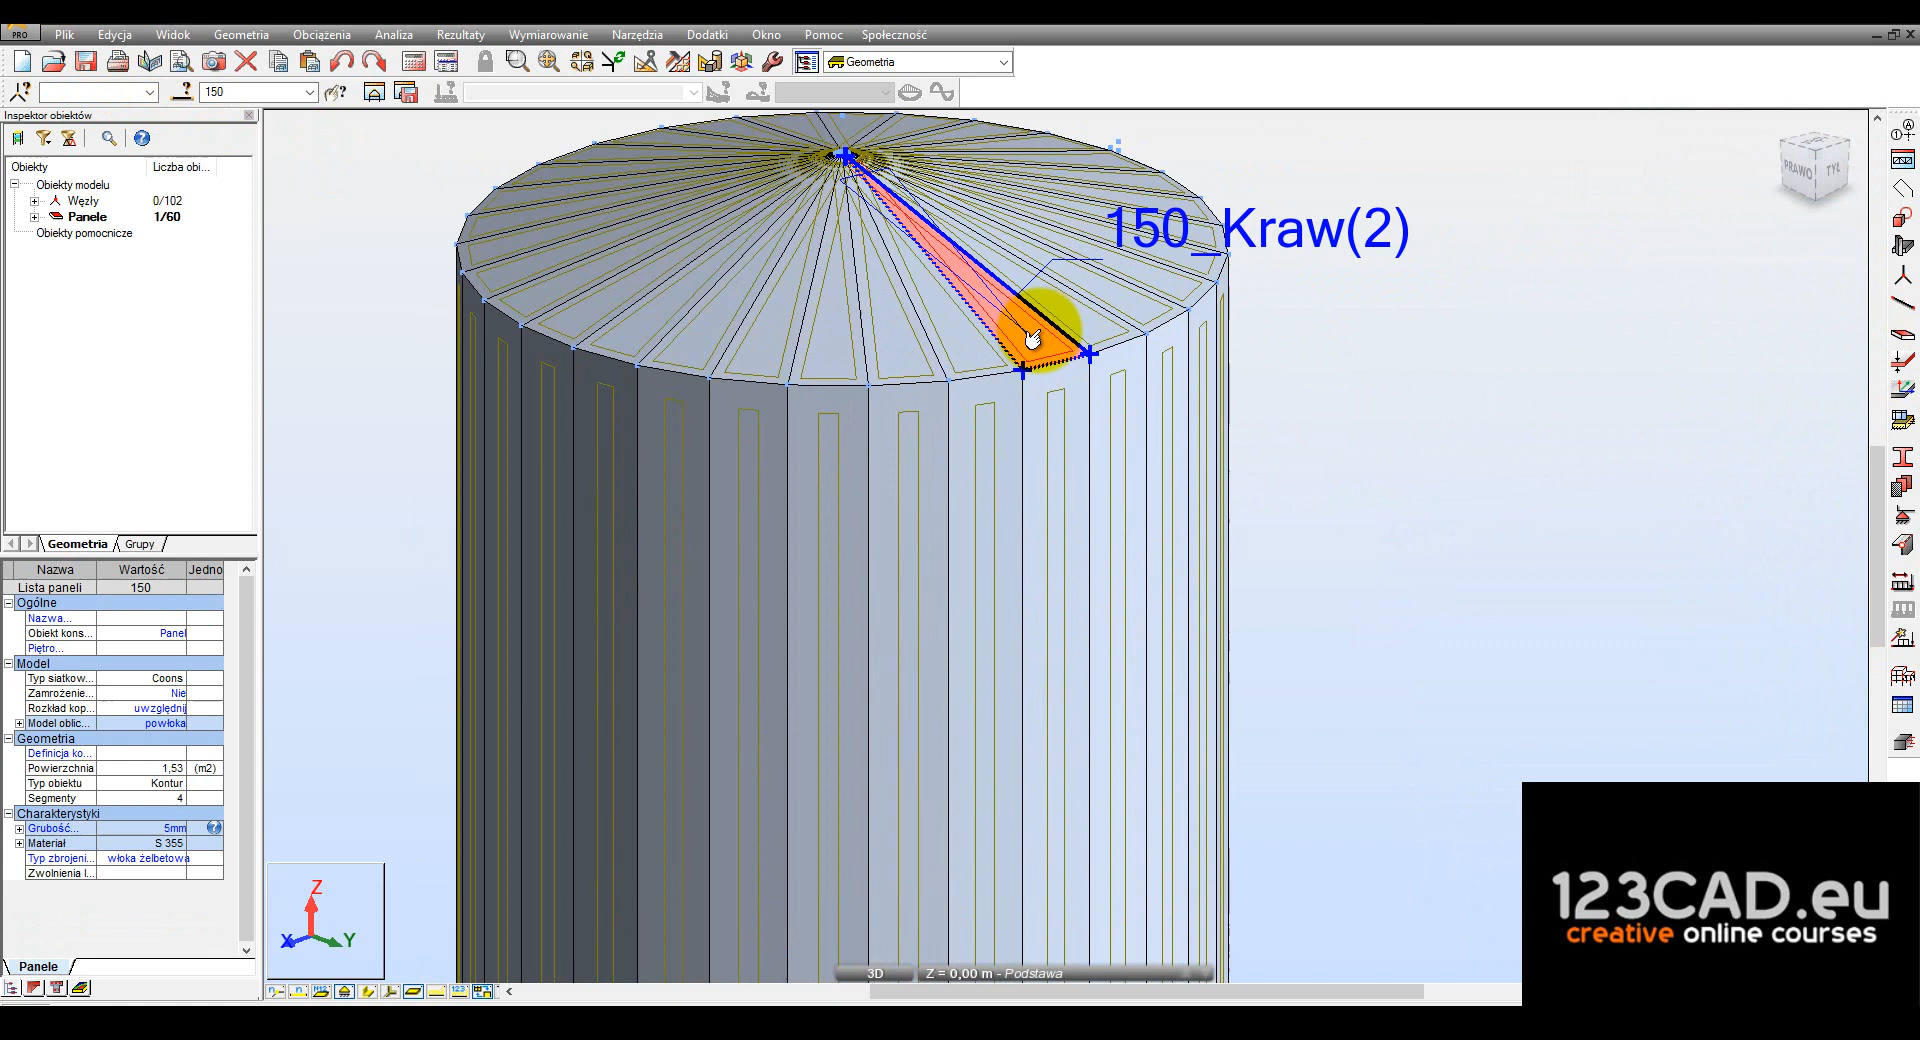 PRO Plik Edycja Widok Geometria Obciążenia Analiza Rezultaty Wymiarowanie Narzędzia Dodatki Okno Pomoc Społeczność
Geometria
150
Inspektor obiektów
Obiekty Liczba obi...
Obiekty modelu
Węzły 0/102
Panele 1/60
Obiekty pomocnicze
Geometria Grupy
Nazwa Wartość Jedno
Lista paneli 150
Ogólne
Nazwa...
Obiekt kons... Panel
Piętro...
Model
Typ siatkow... Coons
Zamrożenie... Nie
Rozkład kop... uwzględnij
Model oblic... powłoka
Geometria
Definicja ko...
Powierzchnia 1,53 (m2)
Typ obiektu Kontur
Segmenty 4
Charakterystyki
Grubość... 5mm
Materiał S 355
Typ zbrojeni... włoka żelbetowa
Zwolnienia l...
Panele
150_Kraw(2)
PRAWO TYŁ
Z
X Y
3D Z = 0,00 m - Podstawa
123CAD.eu
creative online courses